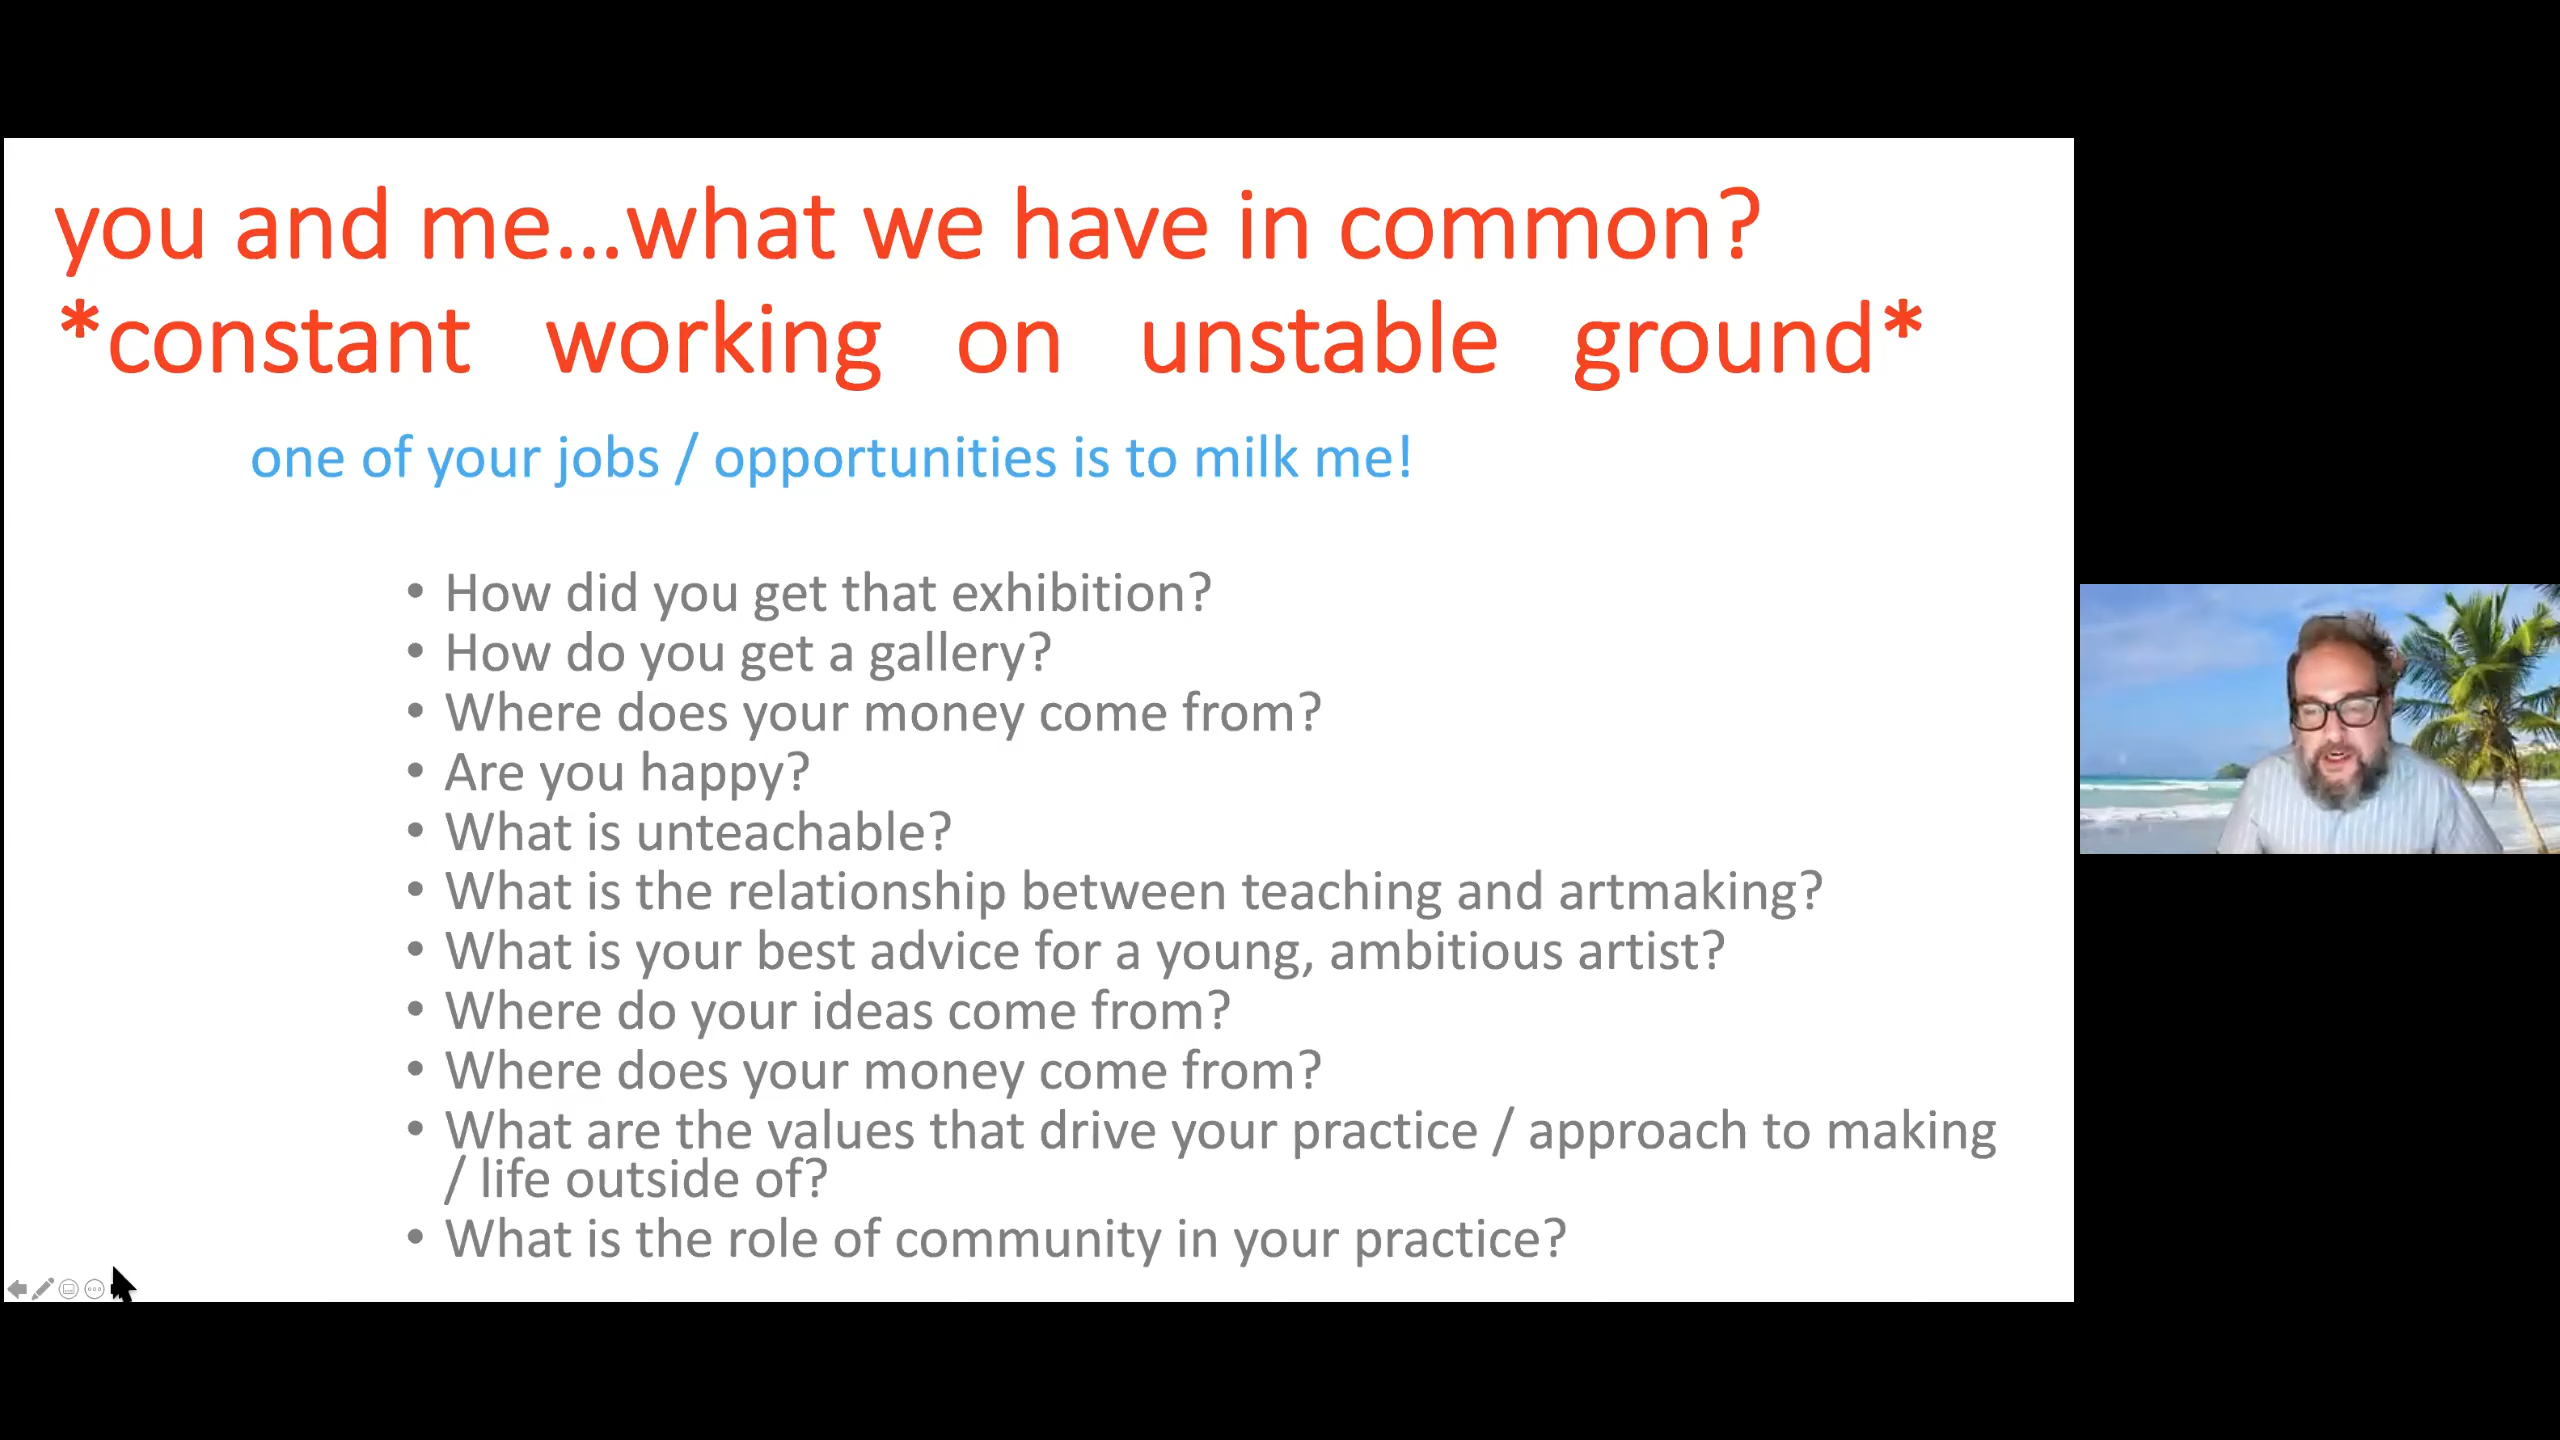 you and me...what we have in common?
*constant working on unstable ground*
one of your jobs / opportunities is to milk me!
• How did you get that exhibition?
• How do you get a gallery?
• Where does your money come from?
• Are you happy?
• What is unteachable?
• What is the relationship between teaching and artmaking?
• What is your best advice for a young, ambitious artist?
• Where do your ideas come from?
• Where does your money come from?
• What are the values that drive your practice / approach to making
/ life outside of?
• What is the role of community in your practice?